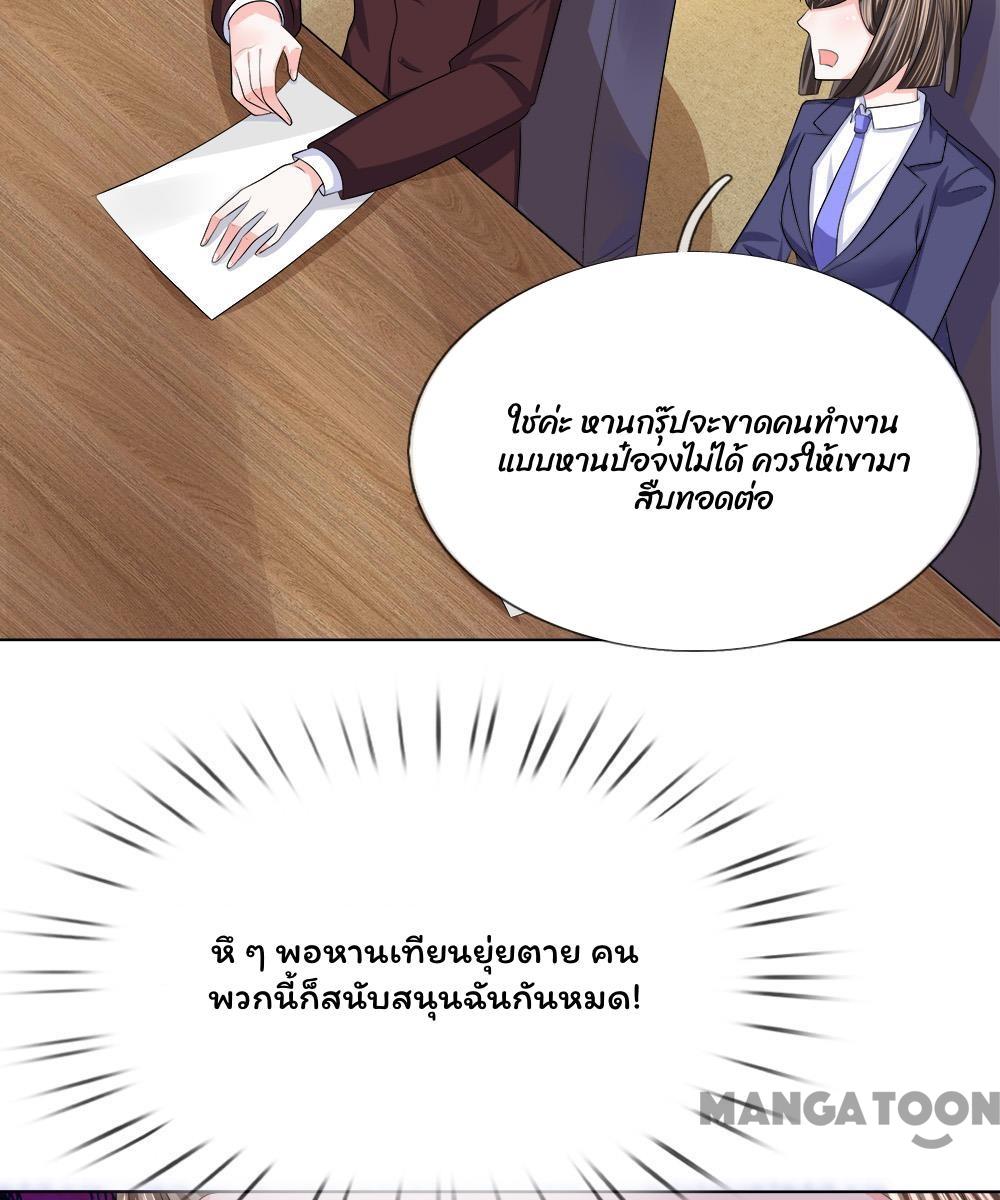 ใช่ค่ะ หานกรุ๊ปจะขาดคนทำงาน
แบบหานป๋อจงไม่ได้ ควรให้เขามา
สืบทอดต่อ
หึ ๆ พอหานเทียนยุ่ยตาย คน
พวกนี้ก็สนับสนุนฉันกันหมด!
MANGATOON